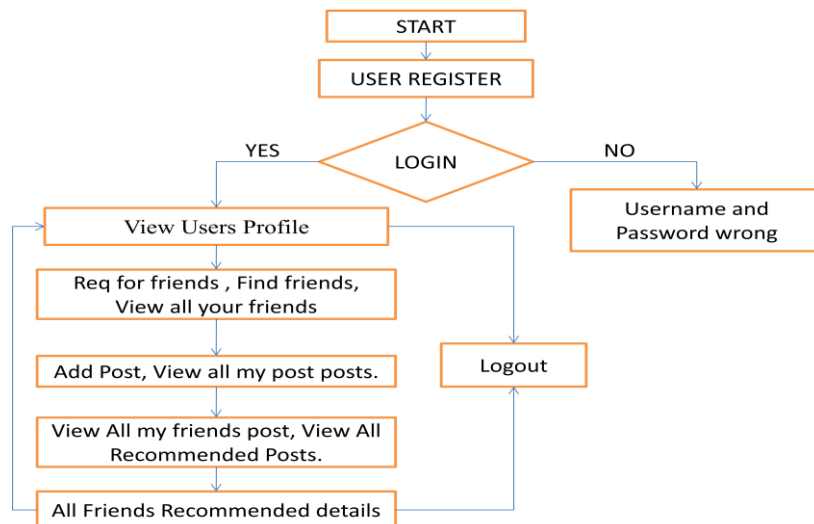 START
USER REGISTER
YES
LOGIN
NO
View Users Profile
Username and
Password wrong
Req for friends , Find friends,
View all your friends
Add Post, View all my post posts.
Logout
View All my friends post, View All
Recommended Posts.
All Friends Recommended details